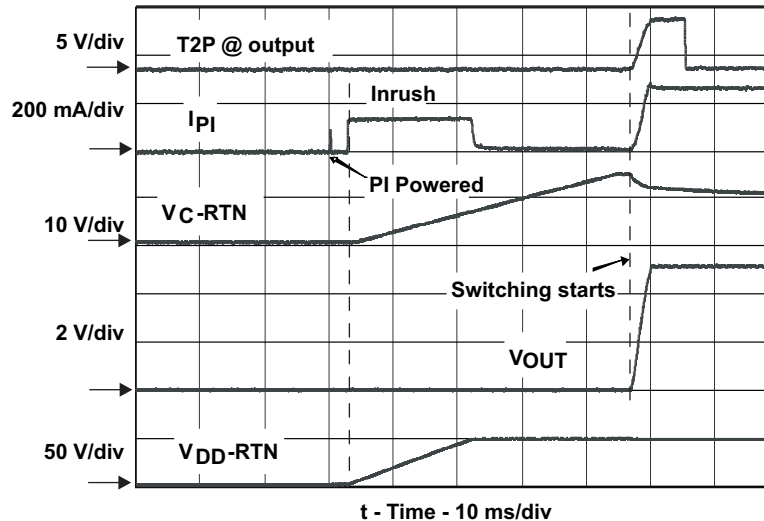 5 V/div
T2P @ output
200 mA/div
IPI
Inrush
PI Powered
10 V/div
VC-RTN
Switching starts
2 V/div
VOUT
50 V/div
VDD-RTN
t - Time - 10 ms/div